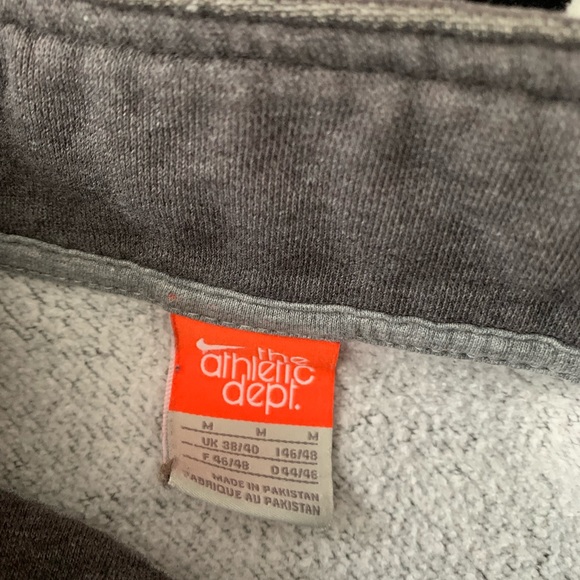 the
athletic
dept.
M M M
UK 38/40 I 46/48
F 46/48 D 44/46
MADE IN PAKISTAN
FABRIQUE AU PAKISTAN